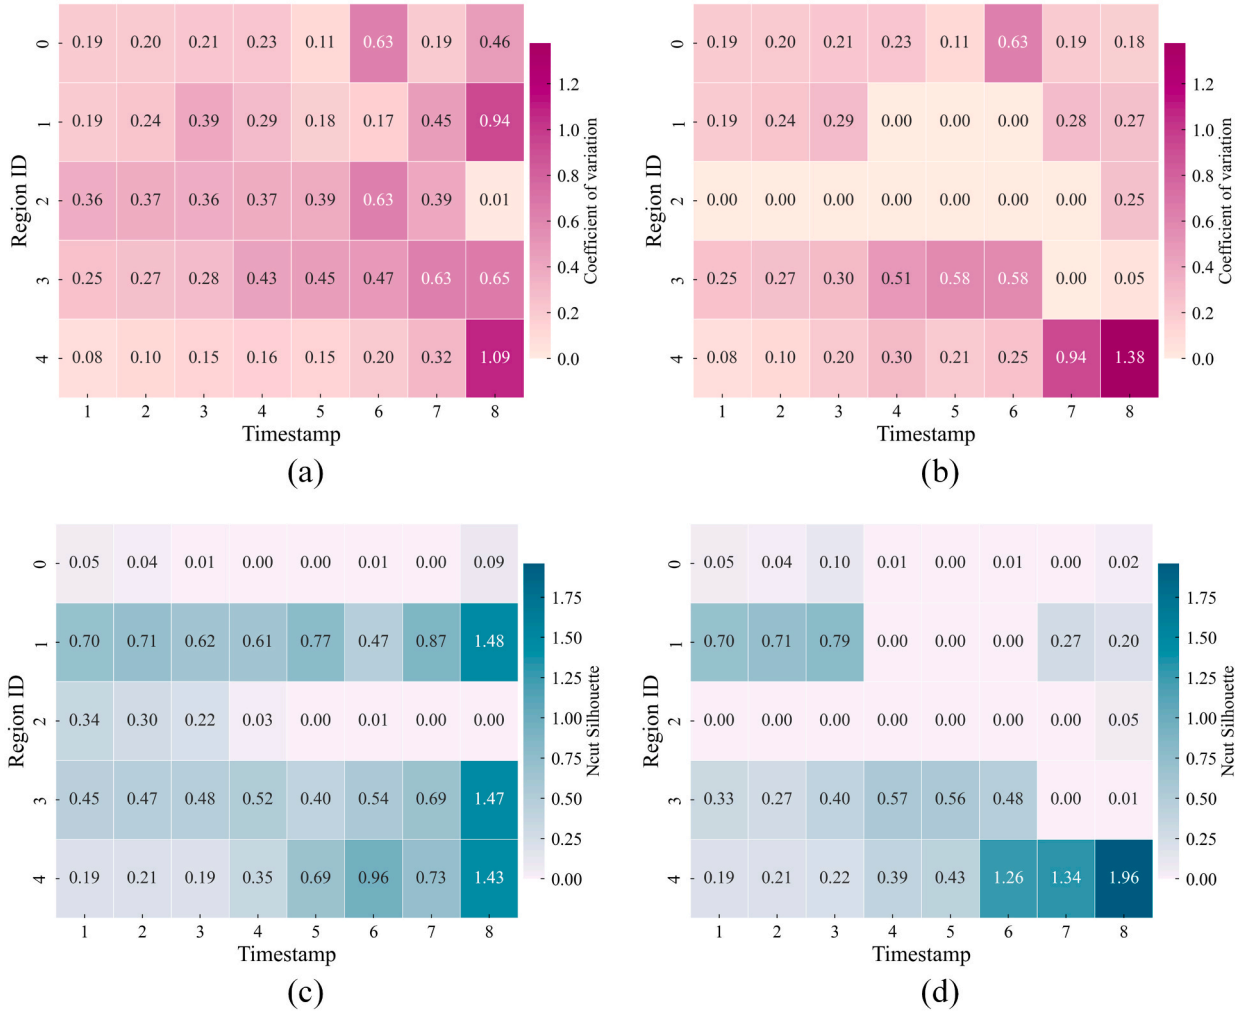 0 0.19 0.20 0.21 0.23 0.11 0.63 0.19 0.46
1 0.19 0.24 0.39 0.29 0.18 0.17 0.45 0.94
2 0.36 0.37 0.36 0.37 0.39 0.63 0.39 0.01
3 0.25 0.27 0.28 0.43 0.45 0.47 0.63 0.65
4 0.08 0.10 0.15 0.16 0.15 0.20 0.32 1.09
1 2 3 4 5 6 7 8
Region ID
Timestamp
1.2
1.0
0.8
0.6
0.4
0.2
0.0
Coefficient of variation
(a)
0 0.19 0.20 0.21 0.23 0.11 0.63 0.19 0.18
1 0.19 0.24 0.29 0.00 0.00 0.00 0.28 0.27
2 0.00 0.00 0.00 0.00 0.00 0.00 0.00 0.25
3 0.25 0.27 0.30 0.51 0.58 0.58 0.00 0.05
4 0.08 0.10 0.20 0.30 0.21 0.25 0.94 1.38
1 2 3 4 5 6 7 8
Region ID
Timestamp
1.2
1.0
0.8
0.6
0.4
0.2
0.0
Coefficient of variation
(b)
0 0.05 0.04 0.01 0.00 0.00 0.01 0.00 0.09
1 0.70 0.71 0.62 0.61 0.77 0.47 0.87 1.48
2 0.34 0.30 0.22 0.03 0.00 0.01 0.00 0.00
3 0.45 0.47 0.48 0.52 0.40 0.54 0.69 1.47
4 0.19 0.21 0.19 0.35 0.69 0.96 0.73 1.43
1 2 3 4 5 6 7 8
Region ID
Timestamp
1.75
1.50
1.25
1.00
0.75
0.50
0.25
0.00
Ncut Silhouette
(c)
0 0.05 0.04 0.10 0.01 0.00 0.01 0.00 0.02
1 0.70 0.71 0.79 0.00 0.00 0.00 0.27 0.20
2 0.00 0.00 0.00 0.00 0.00 0.00 0.00 0.05
3 0.33 0.27 0.40 0.57 0.56 0.48 0.00 0.01
4 0.19 0.21 0.22 0.39 0.43 1.26 1.34 1.96
1 2 3 4 5 6 7 8
Region ID
Timestamp
1.75
1.50
1.25
1.00
0.75
0.50
0.25
0.00
Ncut Silhouette
(d)